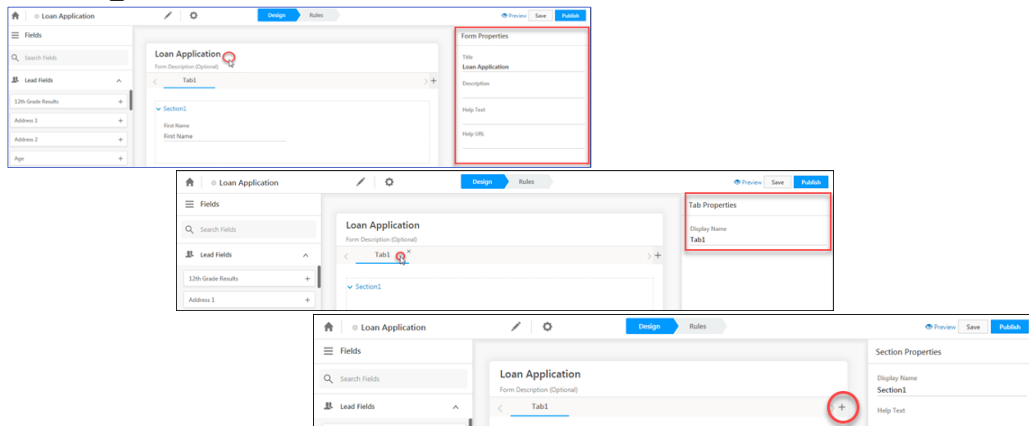 Loan Application
Design
Rules
Preview
Save
Publish
Fields
Search Fields
Lead Fields
12th Grade Results
Address 1
Address 2
Age
Loan Application
Form Description (Optional)
Tab1
Section1
First Name
First Name
Form Properties
Title
Loan Application
Description
Help Text
Help URL
Loan Application
Design
Rules
Preview
Save
Publish
Fields
Search Fields
Lead Fields
12th Grade Results
Address 1
Loan Application
Form Description (Optional)
Tab1
Section1
Tab Properties
Display Name
Tab1
Loan Application
Design
Rules
Preview
Save
Publish
Fields
Search Fields
Lead Fields
Loan Application
Form Description (Optional)
Tab1
Section Properties
Display Name
Section1
Help Text